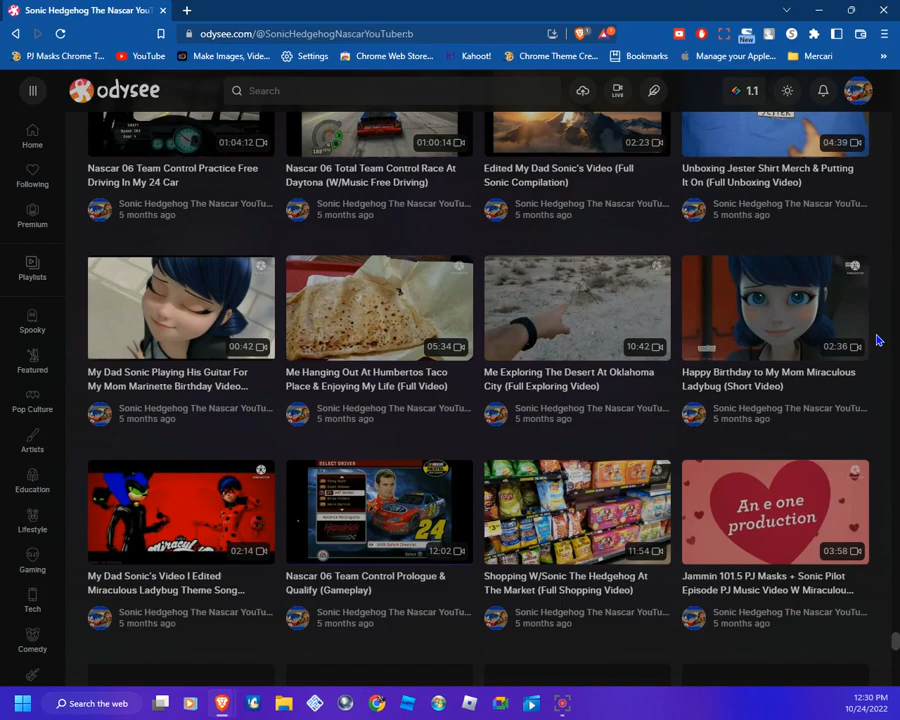 Sonic Hedgehog The Nascar YouT
odysee.com/@SonicHedgehogNascarYouTuber:b
PJ Masks Chrome T...
YouTube
Make Images, Vide...
Settings
Chrome Web Store...
Kahoot!
Chrome Theme Cre...
Bookmarks
Manage your Apple...
Mercari
New
odysee
Search
LIVE
1.1
Home
Following
Premium
Playlists
Spooky
Featured
Pop Culture
Artists
Education
Lifestyle
Gaming
Tech
Comedy
01:04:12
01:00:14
02:23
JESTER
04:39
Nascar 06 Team Control Practice Free
Driving In My 24 Car
Sonic Hedgehog The Nascar YouTu...
5 months ago
Nascar 06 Total Team Control Race At
Daytona (W/Music Free Driving)
Sonic Hedgehog The Nascar YouTu...
5 months ago
Edited My Dad Sonic's Video (Full
Sonic Compilation)
Sonic Hedgehog The Nascar YouTu...
5 months ago
Unboxing Jester Shirt Merch & Putting
It On (Full Unboxing Video)
Sonic Hedgehog The Nascar YouTu...
5 months ago
00:42
05:34
10:42
02:36
My Dad Sonic Playing His Guitar For
My Mom Marinette Birthday Video...
Sonic Hedgehog The Nascar YouTu...
5 months ago
Me Hanging Out At Humbertos Taco
Place & Enjoying My Life (Full Video)
Sonic Hedgehog The Nascar YouTu...
5 months ago
Me Exploring The Desert At Oklahoma
City (Full Exploring Video)
Sonic Hedgehog The Nascar YouTu...
5 months ago
Happy Birthday to My Mom Miraculous
Ladybug (Short Video)
Sonic Hedgehog The Nascar YouTu...
5 months ago
02:14
SELECT DRIVER
24
12:02
11:54
An e one
production
03:58
My Dad Sonic's Video I Edited
Miraculous Ladybug Theme Song...
Sonic Hedgehog The Nascar YouTu...
5 months ago
Nascar 06 Team Control Prologue &
Qualify (Gameplay)
Sonic Hedgehog The Nascar YouTu...
5 months ago
Shopping W/Sonic The Hedgehog At
The Market (Full Shopping Video)
Sonic Hedgehog The Nascar YouTu...
5 months ago
Jammin 101.5 PJ Masks + Sonic Pilot
Episode PJ Music Video W Miraculou...
Sonic Hedgehog The Nascar YouTu...
5 months ago
Search the web
12:30 PM
10/24/2022